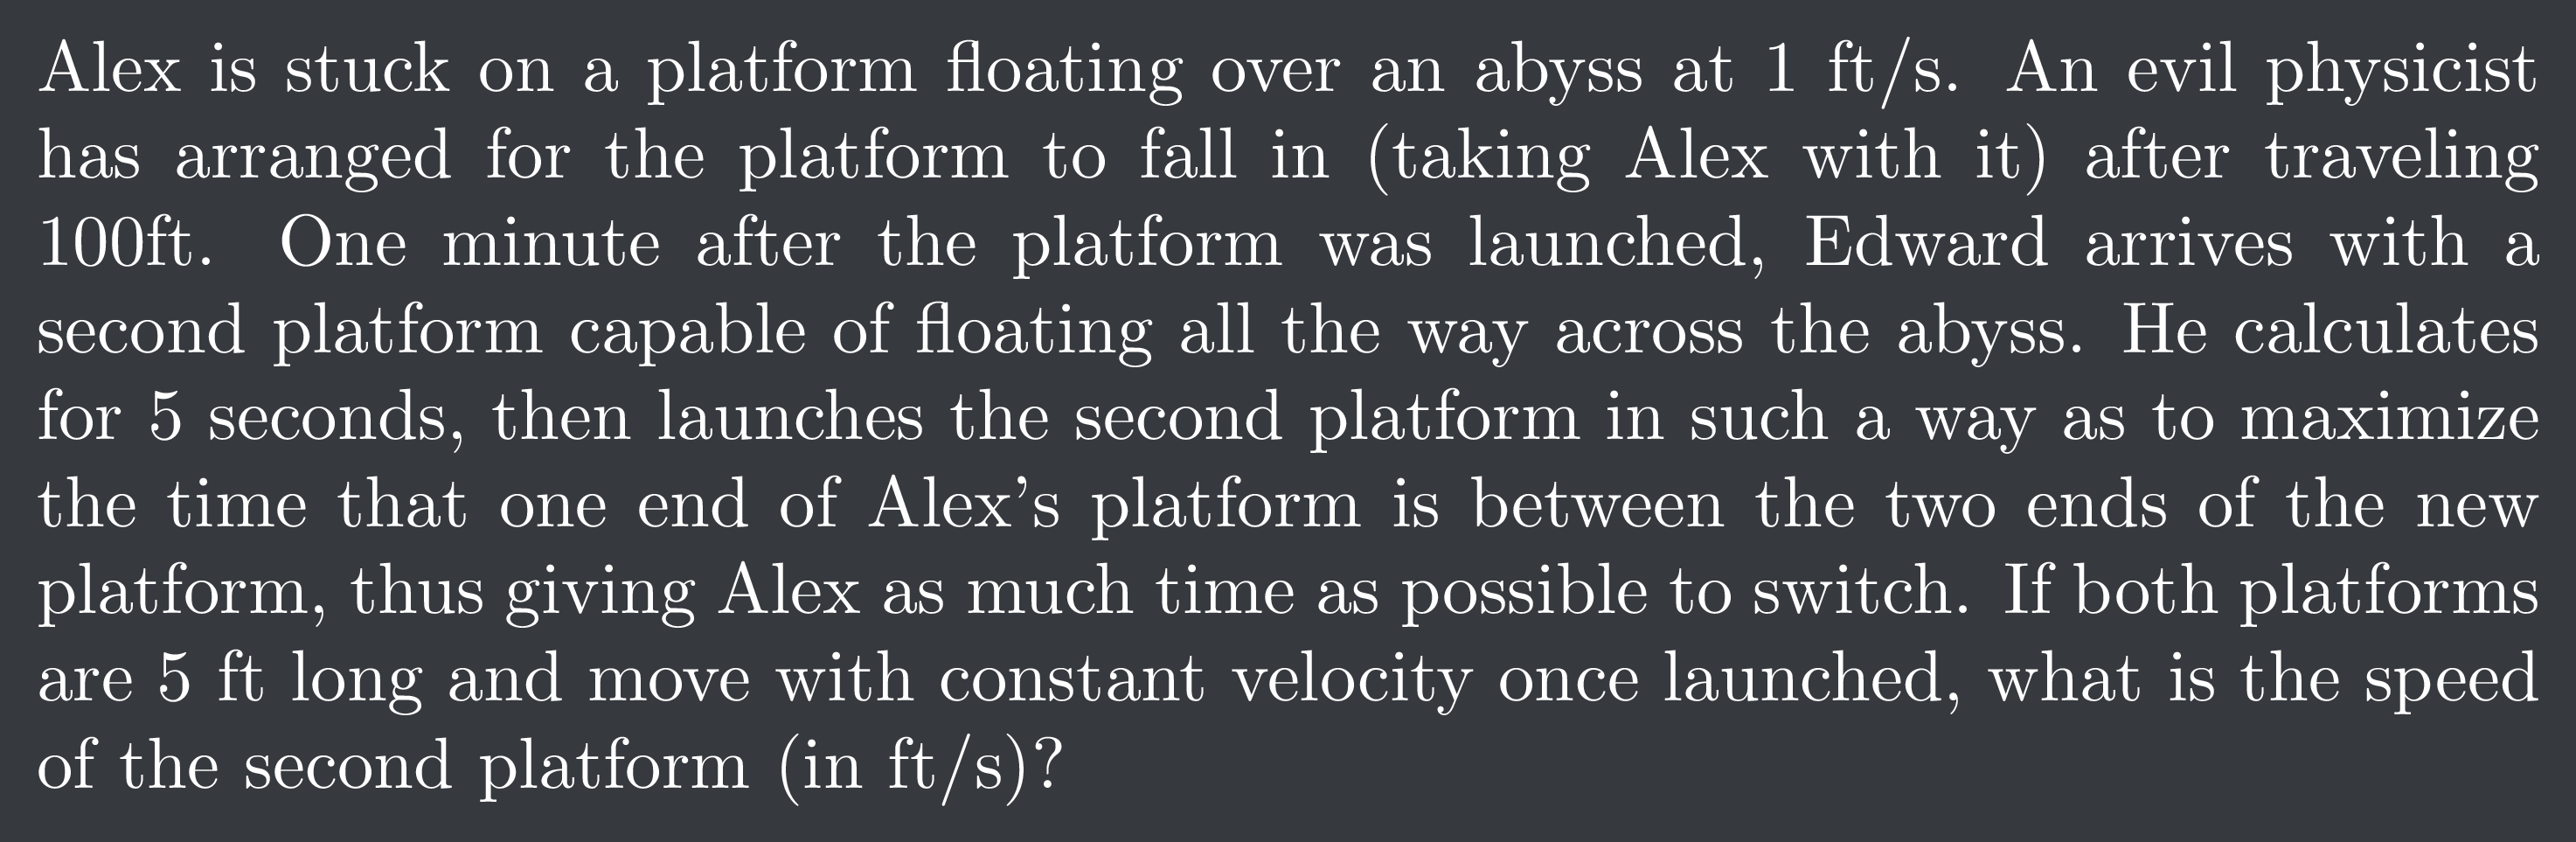 Alex is stuck on a platform floating over an abyss at 1 ft/s. An evil physicist
has arranged for the platform to fall in (taking Alex with it) after traveling
100ft. One minute after the platform was launched, Edward arrives with a
second platform capable of floating all the way across the abyss. He calculates
for 5 seconds, then launches the second platform in such a way as to maximize
the time that one end of Alex's platform is between the two ends of the new
platform, thus giving Alex as much time as possible to switch. If both platforms
are 5 ft long and move with constant velocity once launched, what is the speed
of the second platform (in ft/s)?